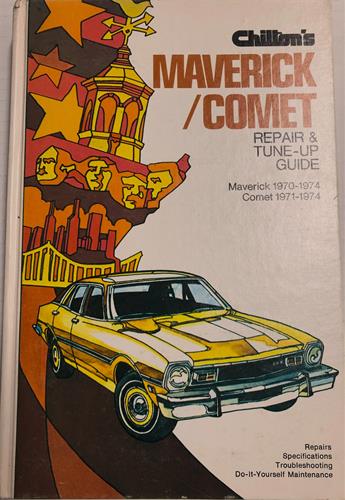 Chilton's
MAVERICK
/COMET
REPAIR &
TUNE-UP
GUIDE
Maverick 1970-1974
Comet 1971-1974
Repairs
Specifications
Troubleshooting
Do-It-Yourself Maintenance